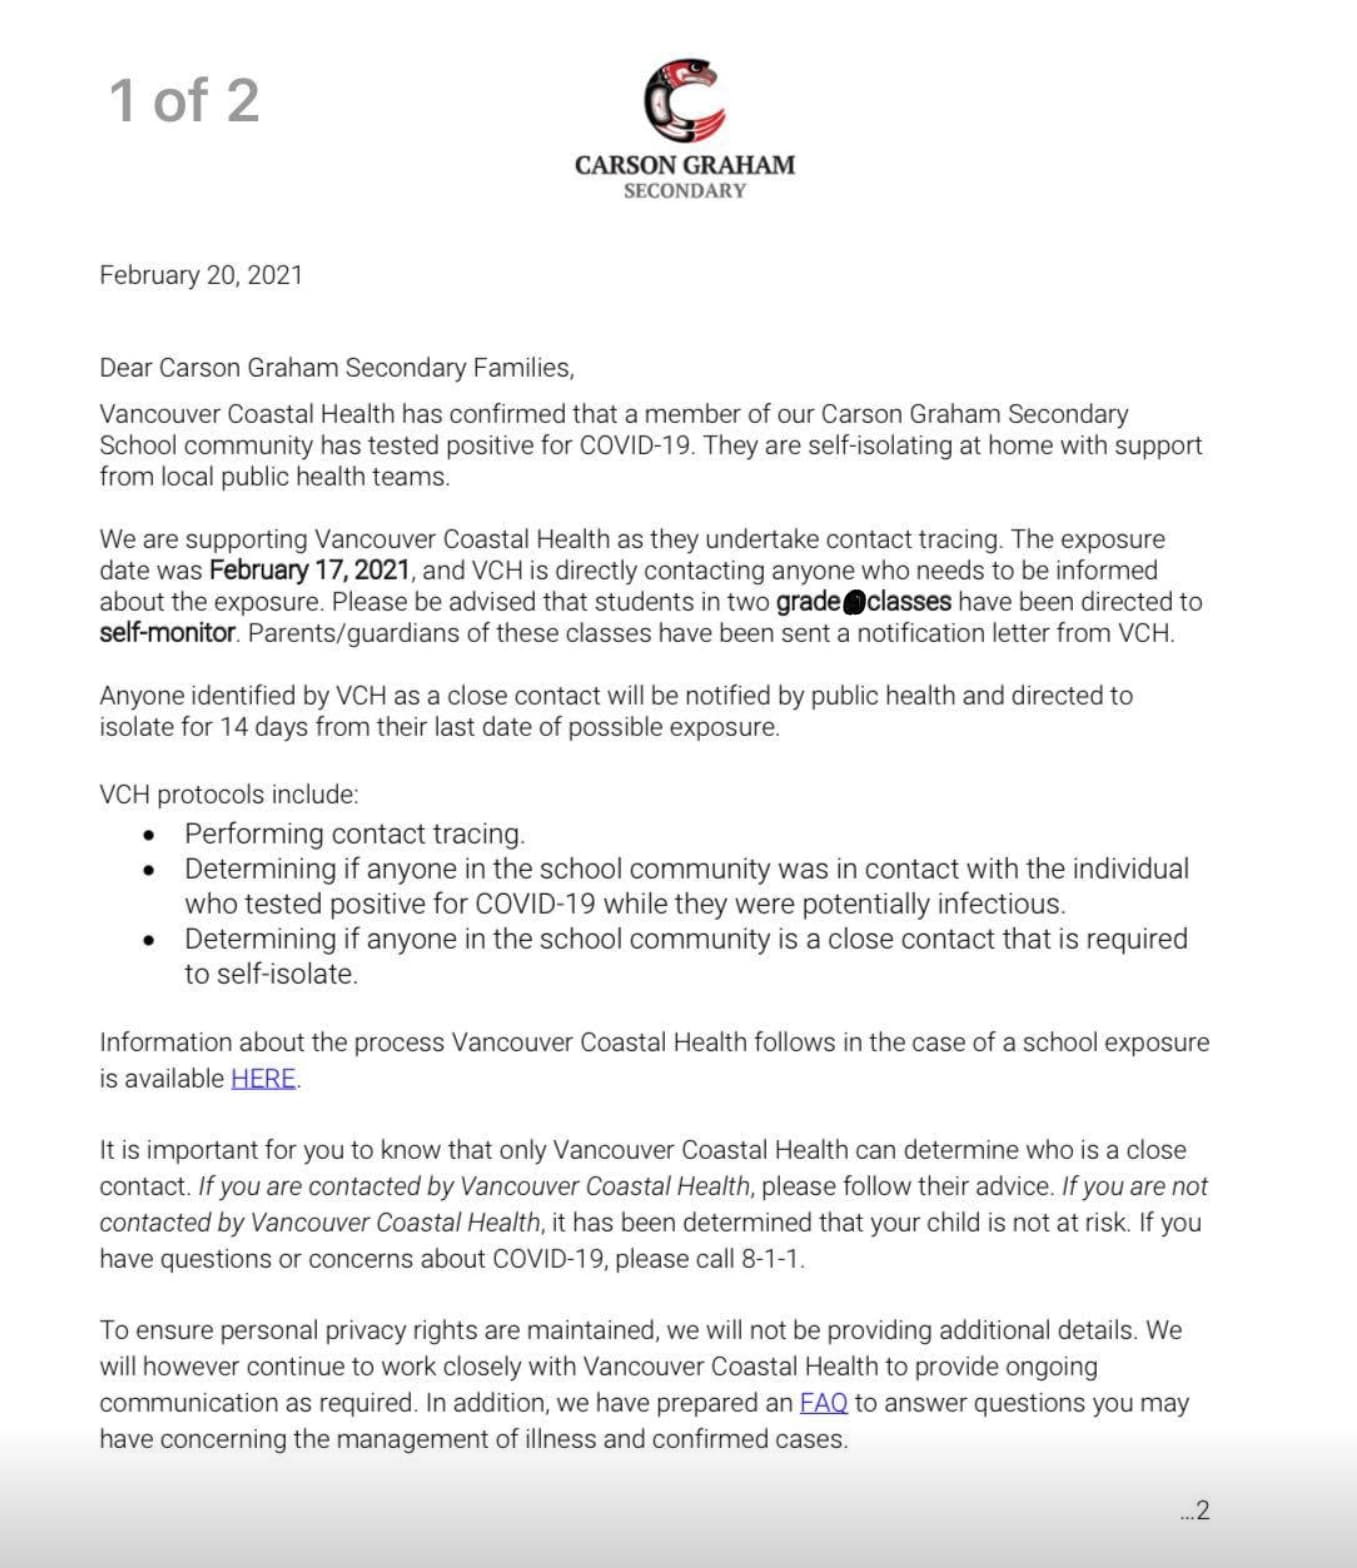 1 of 2
CARSON GRAHAM
SECONDARY
February 20, 2021
Dear Carson Graham Secondary Families,
Vancouver Coastal Health has confirmed that a member of our Carson Graham Secondary
School community has tested positive for COVID-19. They are self-isolating at home with support
from local public health teams.
We are supporting Vancouver Coastal Health as they undertake contact tracing. The exposure
date was February 17, 2021, and VCH is directly contacting anyone who needs to be informed
about the exposure. Please be advised that students in two grade classes have been directed to
self-monitor. Parents/guardians of these classes have been sent a notification letter from VCH.
Anyone identified by VCH as a close contact will be notified by public health and directed to
isolate for 14 days from their last date of possible exposure.
VCH protocols include:
• Performing contact tracing.
• Determining if anyone in the school community was in contact with the individual
who tested positive for COVID-19 while they were potentially infectious.
• Determining if anyone in the school community is a close contact that is required
to self-isolate.
Information about the process Vancouver Coastal Health follows in the case of a school exposure
is available HERE.
It is important for you to know that only Vancouver Coastal Health can determine who is a close
contact. If you are contacted by Vancouver Coastal Health, please follow their advice. If you are not
contacted by Vancouver Coastal Health, it has been determined that your child is not at risk. If you
have questions or concerns about COVID-19, please call 8-1-1.
To ensure personal privacy rights are maintained, we will not be providing additional details. We
will however continue to work closely with Vancouver Coastal Health to provide ongoing
communication as required. In addition, we have prepared an FAQ to answer questions you may
have concerning the management of illness and confirmed cases.
...2